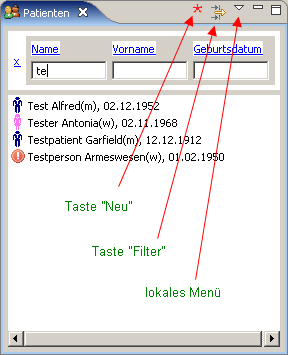 Patienten
Name Vorname Geburtsdatum
x
te
Test Alfred(m), 02.12.1952
Tester Antonia(w), 02.11.1968
Testpatient Garfield(m), 12.12.1912
Testperson Armeswesen(w), 01.02.1950
Taste "Neu"
Taste "Filter"
lokales Menü